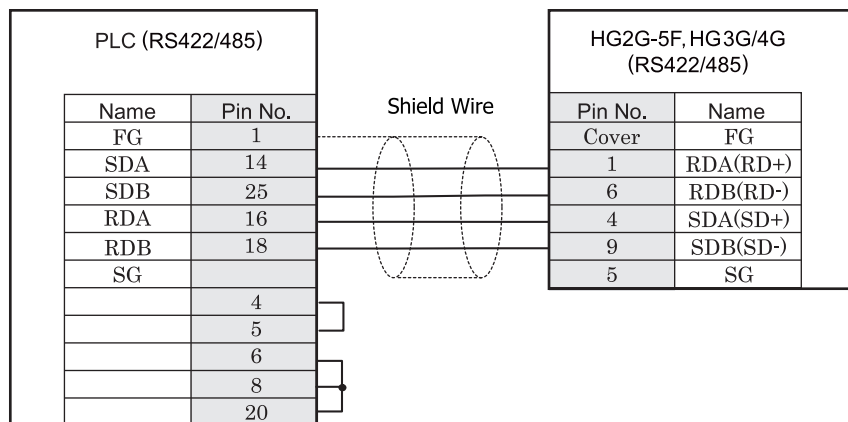 PLC (RS422/485)
HG2G-5F, HG3G/4G
(RS422/485)
Shield Wire
Name Pin No.
FG 1
SDA 14
SDB 25
RDA 16
RDB 18
SG
4
5
6
8
20
Pin No. Name
Cover FG
1 RDA(RD+)
6 RDB(RD-)
4 SDA(SD+)
9 SDB(SD-)
5 SG